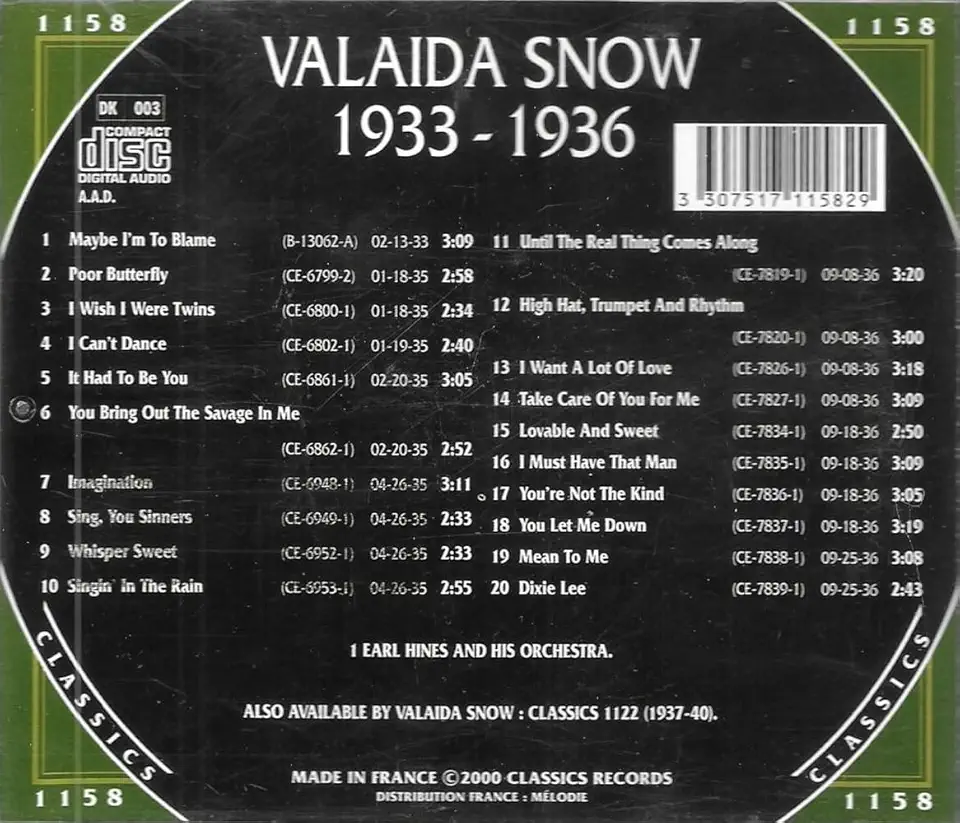 1158
1158
VALAIDA SNOW
1933 - 1936
DK 003
COMPACT
disc
DIGITAL AUDIO
A.A.D.
3 307517 115829
1 Maybe I'm To Blame (B-13062-A) 02-13-33 3:09
2 Poor Butterfly (CE-6799-2) 01-18-35 2:58
3 I Wish I Were Twins (CE-6800-1) 01-18-35 2:34
4 I Can't Dance (CE-6802-1) 01-19-35 2:40
5 It Had To Be You (CE-6861-1) 02-20-35 3:05
6 You Bring Out The Savage In Me
(CE-6862-1) 02-20-35 2:52
7 Imagination (CE-6948-1) 04-26-35 3:11
8 Sing, You Sinners (CE-6949-1) 04-26-35 2:33
9 Whisper Sweet (CE-6952-1) 04-26-35 2:33
10 Singin' In The Rain (CE-6953-1) 04-26-35 2:55
11 Until The Real Thing Comes Along
(CE-7819-1) 09-08-36 3:20
12 High Hat, Trumpet And Rhythm
(CE-7820-1) 09-08-36 3:00
13 I Want A Lot Of Love (CE-7826-1) 09-08-36 3:18
14 Take Care Of You For Me (CE-7827-1) 09-08-36 3:09
15 Lovable And Sweet (CE-7834-1) 09-18-36 2:50
16 I Must Have That Man (CE-7835-1) 09-18-36 3:09
17 You're Not The Kind (CE-7836-1) 09-18-36 3:05
18 You Let Me Down (CE-7837-1) 09-18-36 3:19
19 Mean To Me (CE-7838-1) 09-25-36 3:08
20 Dixie Lee (CE-7839-1) 09-25-36 2:43
1 EARL HINES AND HIS ORCHESTRA.
ALSO AVAILABLE BY VALAIDA SNOW : CLASSICS 1122 (1937-40).
CLASSICS
CLASSICS
MADE IN FRANCE ©2000 CLASSICS RECORDS
DISTRIBUTION FRANCE : MÉLODIE
1158
1158